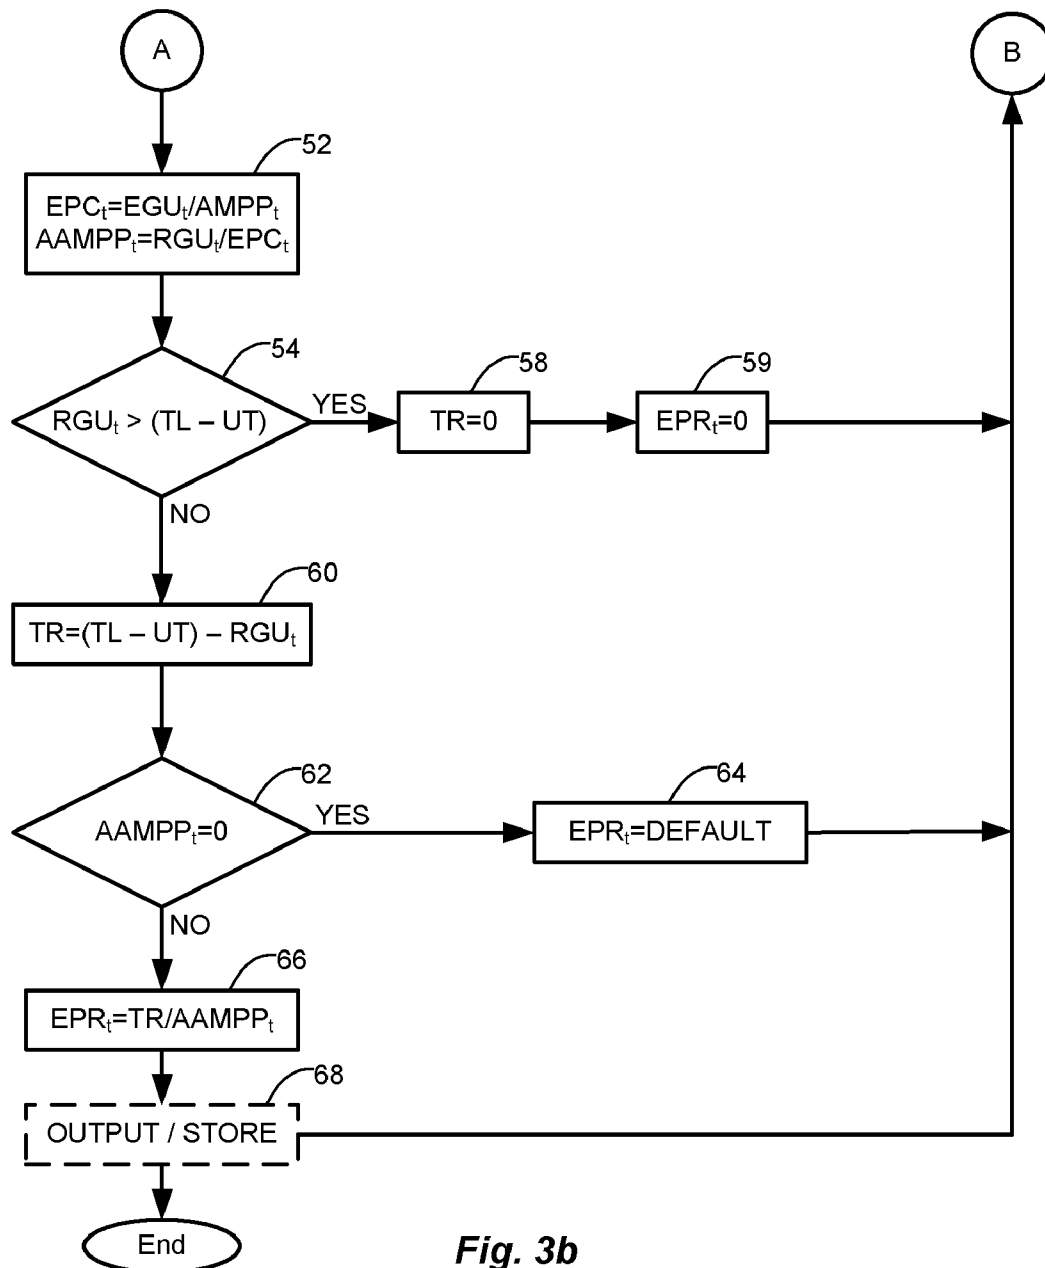 A
B
52
EPCₜ=EGUₜ/AMPPₜ
AAMPPₜ=RGUₜ/EPCₜ
54
RGUₜ > (TL – UT)
YES
58
TR=0
59
EPRₜ=0
NO
60
TR=(TL – UT) – RGUₜ
62
AAMPPₜ=0
YES
64
EPRₜ=DEFAULT
NO
66
EPRₜ=TR/AAMPPₜ
68
OUTPUT / STORE
End
Fig. 3b